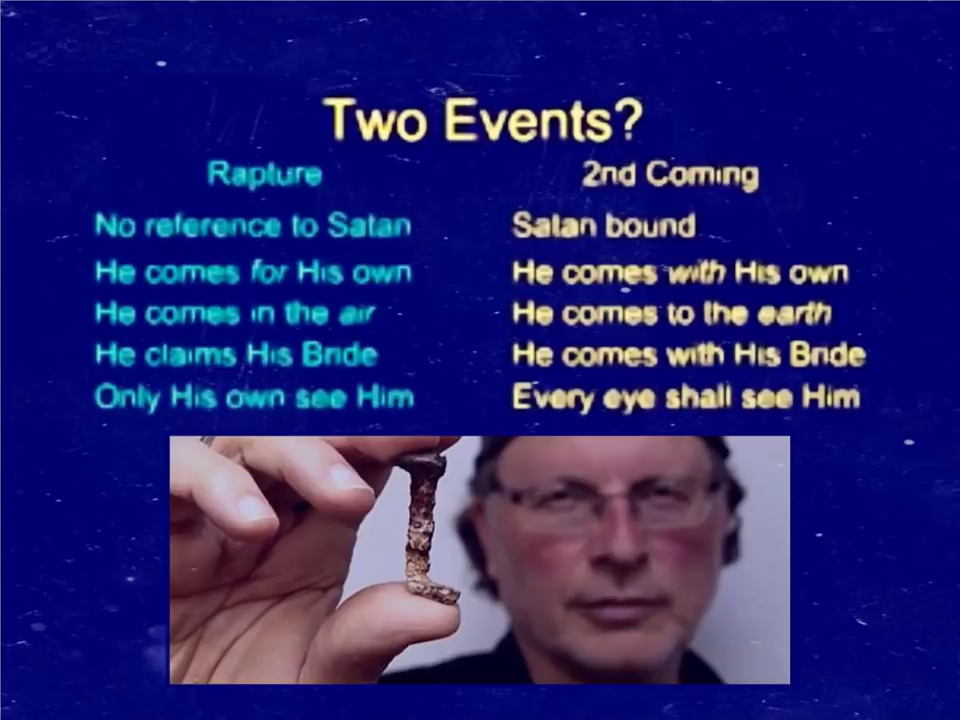 Two Events?
Rapture
2nd Coming
No reference to Satan
Satan bound
He comes for His own
He comes with His own
He comes in the air
He comes to the earth
He claims His Bride
He comes with His Bride
Only His own see Him
Every eye shall see Him